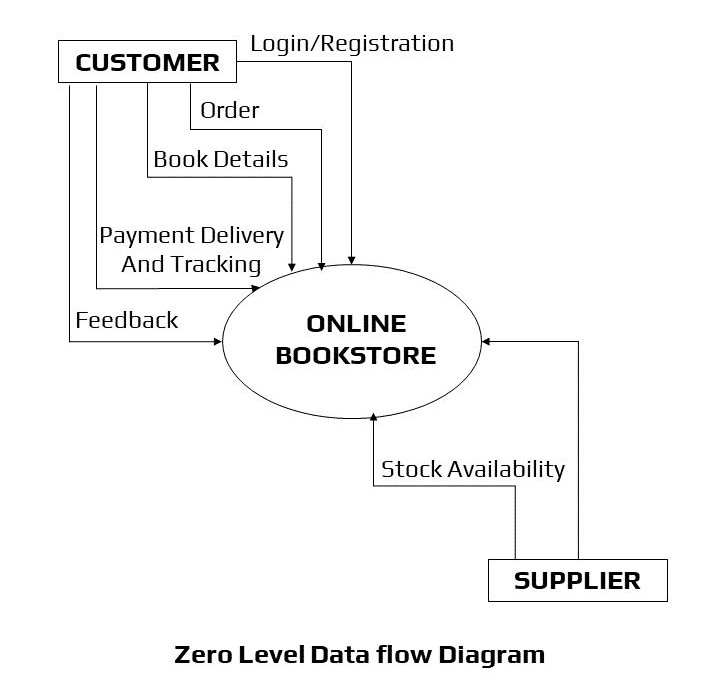 Login/Registration
CUSTOMER
Order
Book Details
Payment Delivery
And Tracking
Feedback
ONLINE
BOOKSTORE
Stock Availability
SUPPLIER
Zero Level Data flow Diagram